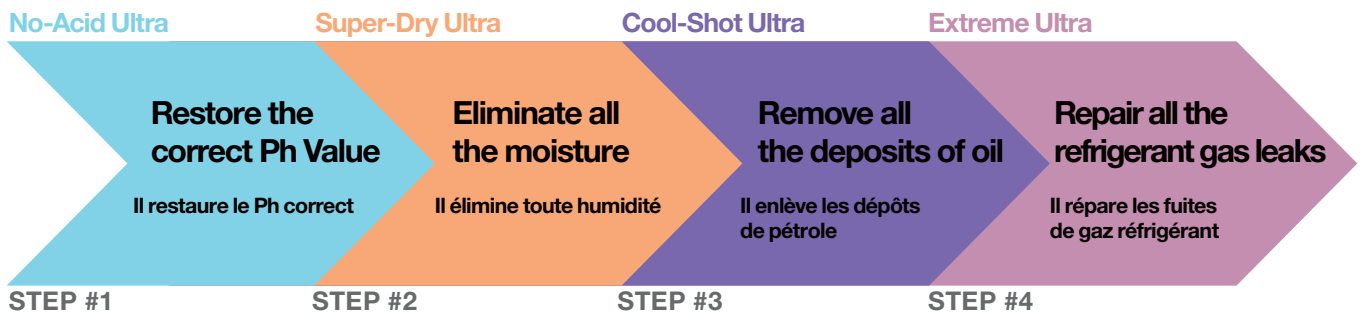 No-Acid Ultra
Super-Dry Ultra
Cool-Shot Ultra
Extreme Ultra
Restore the
correct Ph Value
Il restaure le Ph correct
Eliminate all
the moisture
Il élimine toute humidité
Remove all
the deposits of oil
Il enlève les dépôts
de pétrole
Repair all the
refrigerant gas leaks
Il répare les fuites
de gaz réfrigérant
STEP #1
STEP #2
STEP #3
STEP #4